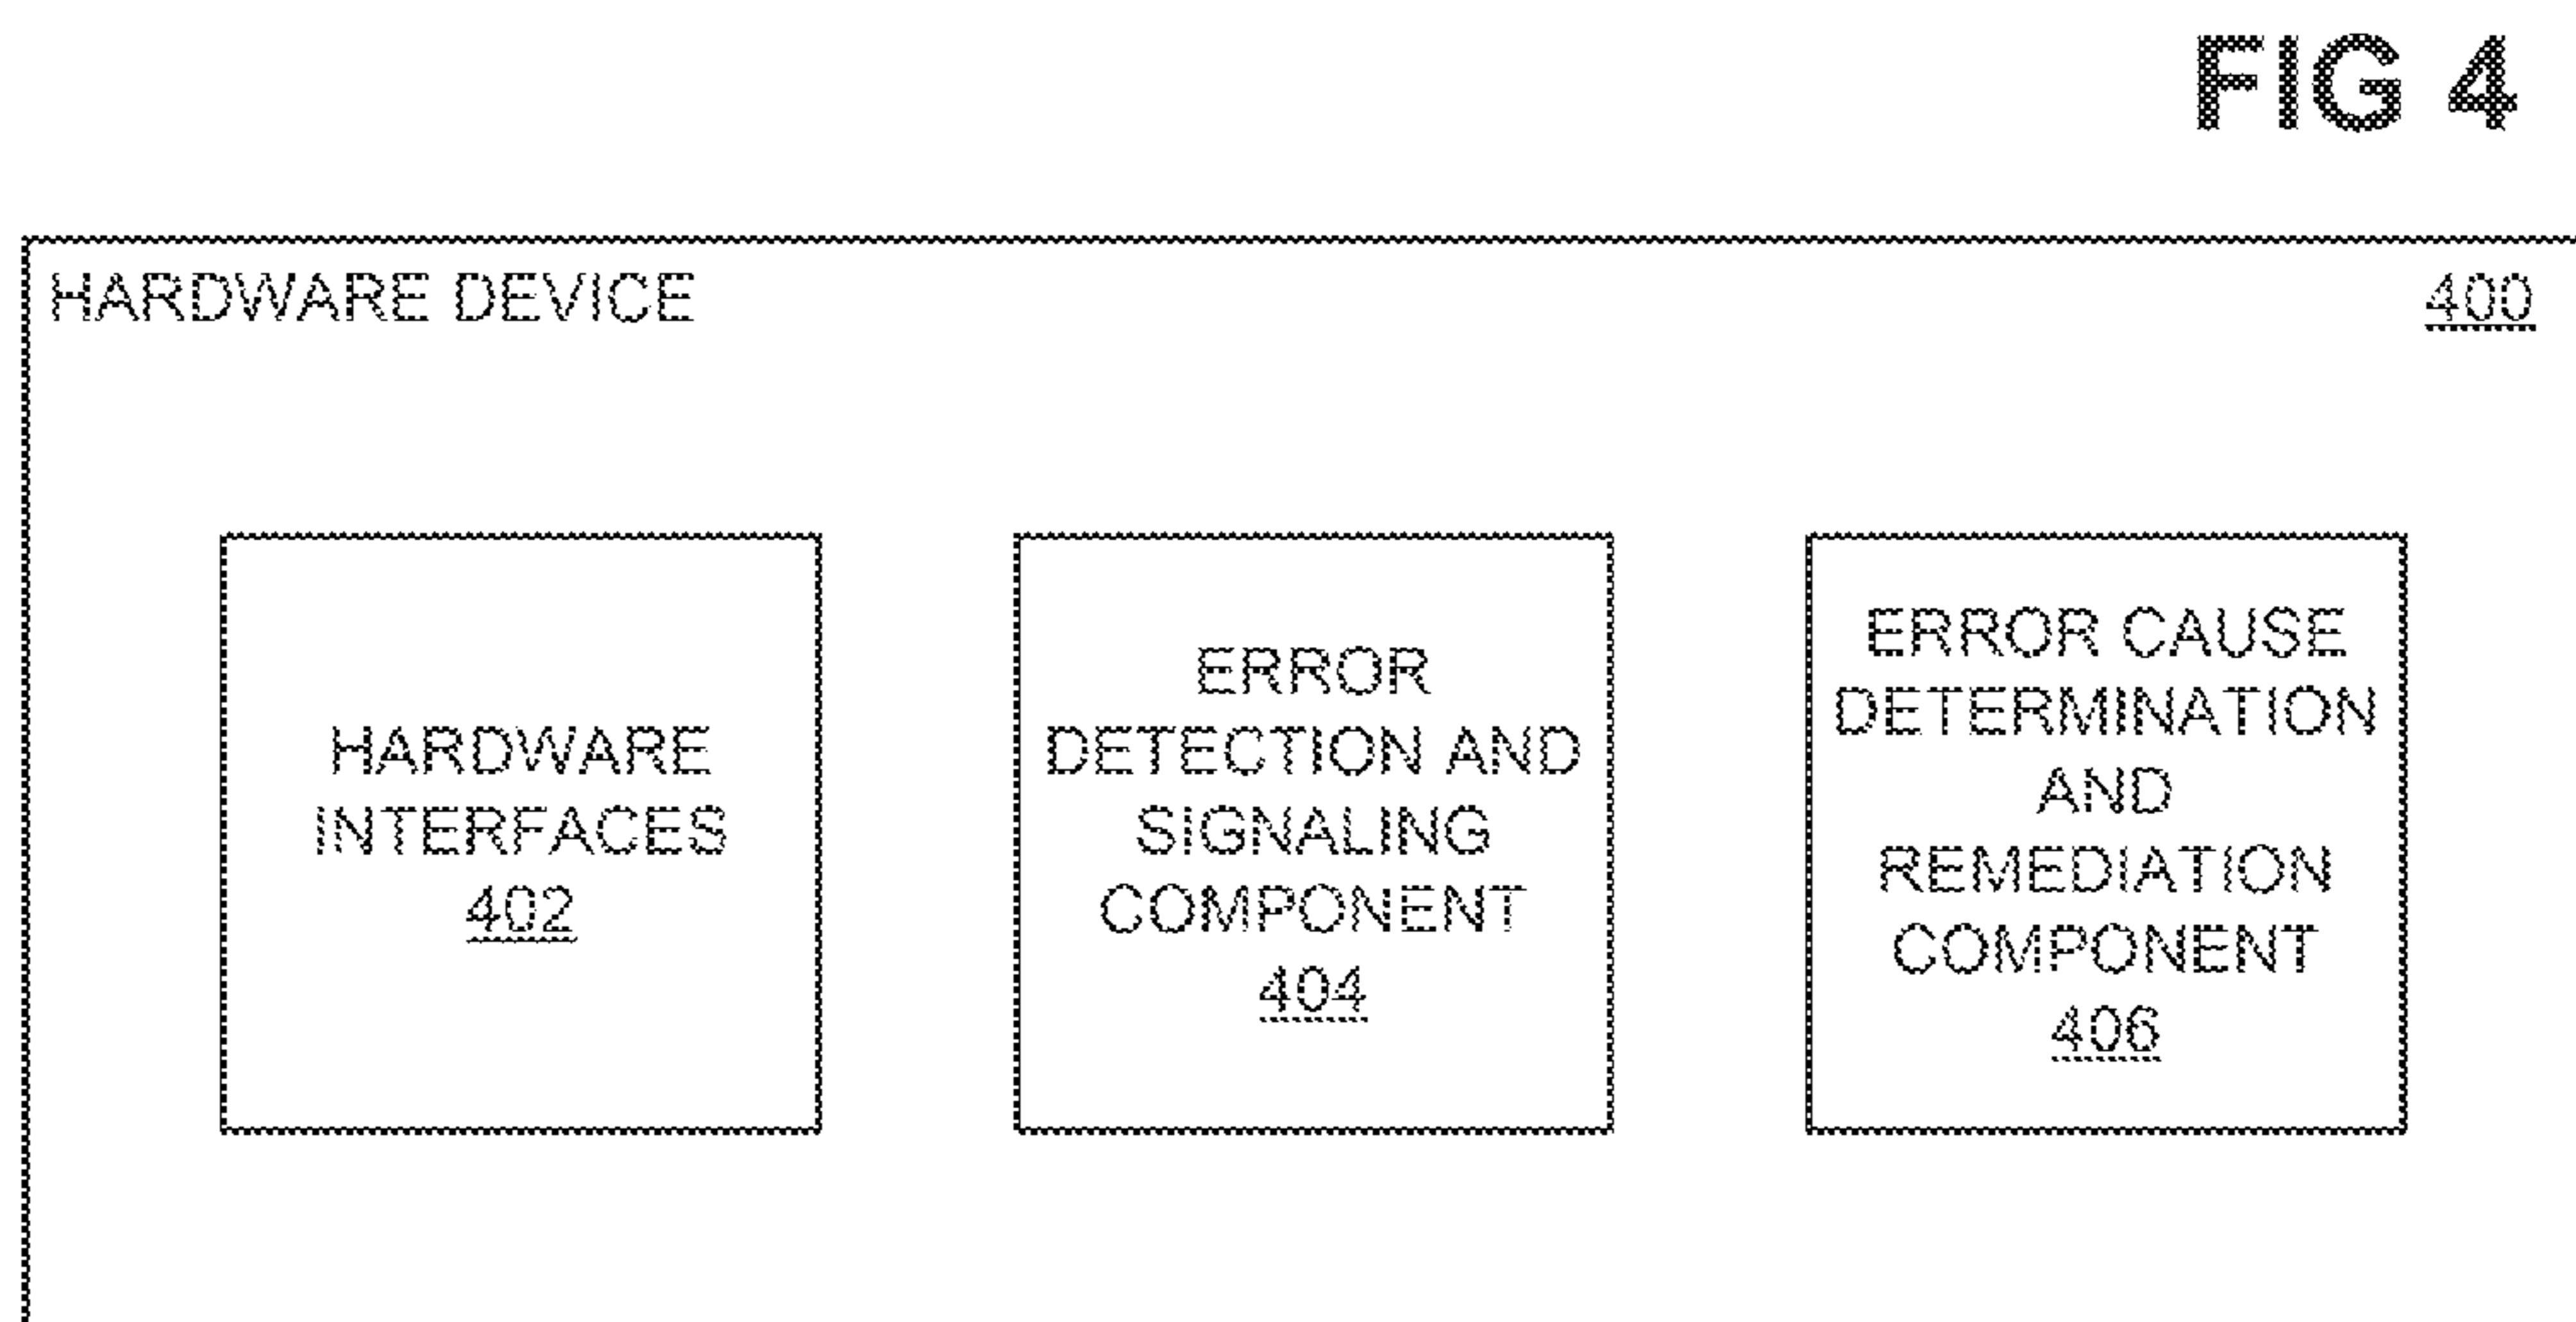 FIG 4
HARDWARE DEVICE 400
HARDWARE
INTERFACES
402
ERROR
DETECTION AND
SIGNALING
COMPONENT
404
ERROR CAUSE
DETERMINATION
AND
REMEDIATION
COMPONENT
406